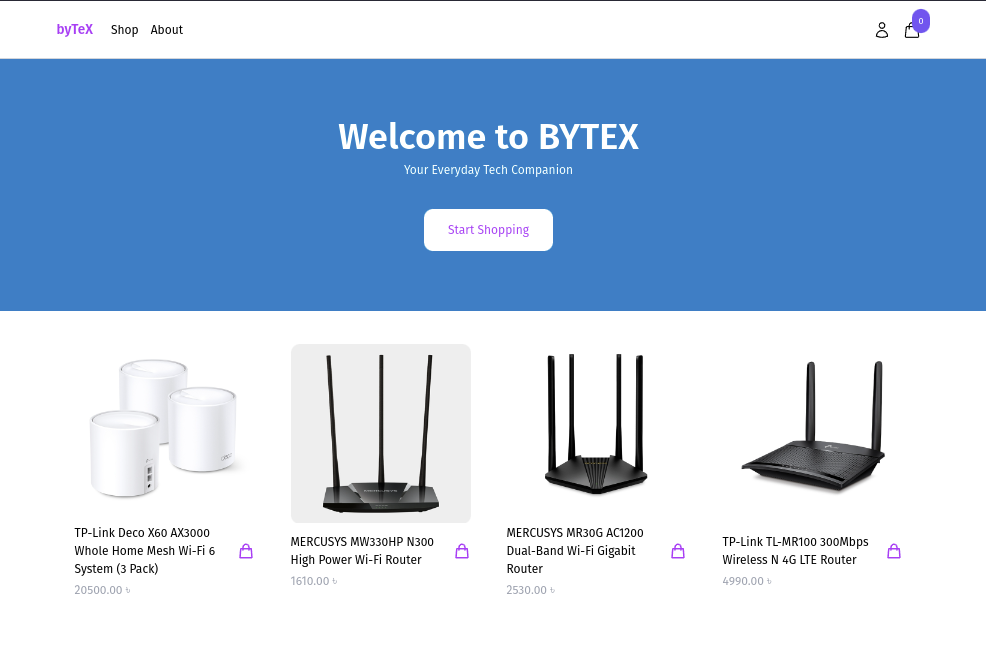 byTeX Shop About 0
Welcome to BYTEX
Your Everyday Tech Companion
Start Shopping
TP-Link Deco X60 AX3000
Whole Home Mesh Wi-Fi 6
System (3 Pack)
20500.00 ৳
MERCUSYS MW330HP N300
High Power Wi-Fi Router
1610.00 ৳
MERCUSYS MR30G AC1200
Dual-Band Wi-Fi Gigabit
Router
2530.00 ৳
TP-Link TL-MR100 300Mbps
Wireless N 4G LTE Router
4990.00 ৳